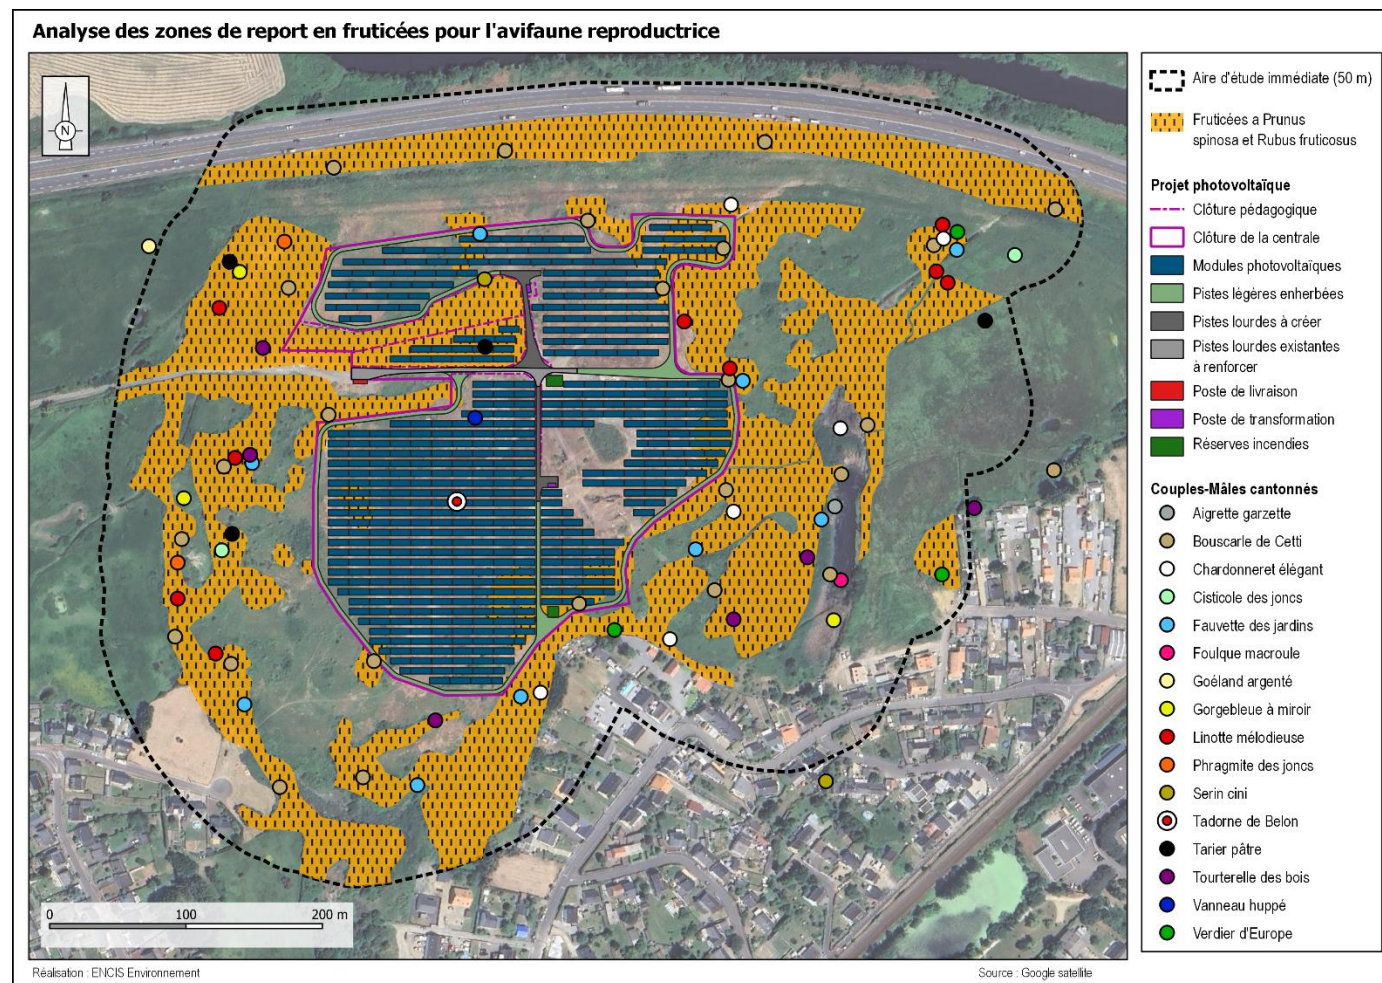 Analyse des zones de report en fruticées pour l'avifaune reproductrice
N
Aire d'étude immédiate (50 m)
Fruticées a Prunus
spinosa et Rubus fruticosus
Projet photovoltaïque
Clôture pédagogique
Clôture de la centrale
Modules photovoltaïques
Pistes légères enherbées
Pistes lourdes à créer
Pistes lourdes existantes
à renforcer
Poste de livraison
Poste de transformation
Réserves incendies
Couples-Mâles cantonnés
Aigrette garzette
Bouscarle de Cetti
Chardonneret élégant
Cisticole des joncs
Fauvette des jardins
Foulque macroule
Goéland argenté
Gorgebleue à miroir
Linotte mélodieuse
Phragmite des joncs
Serin cini
Tadorne de Belon
Tarier pâtre
Tourterelle des bois
Vanneau huppé
Verdier d'Europe
0 100 200 m
Réalisation : ENCIS Environnement
Source : Google satellite